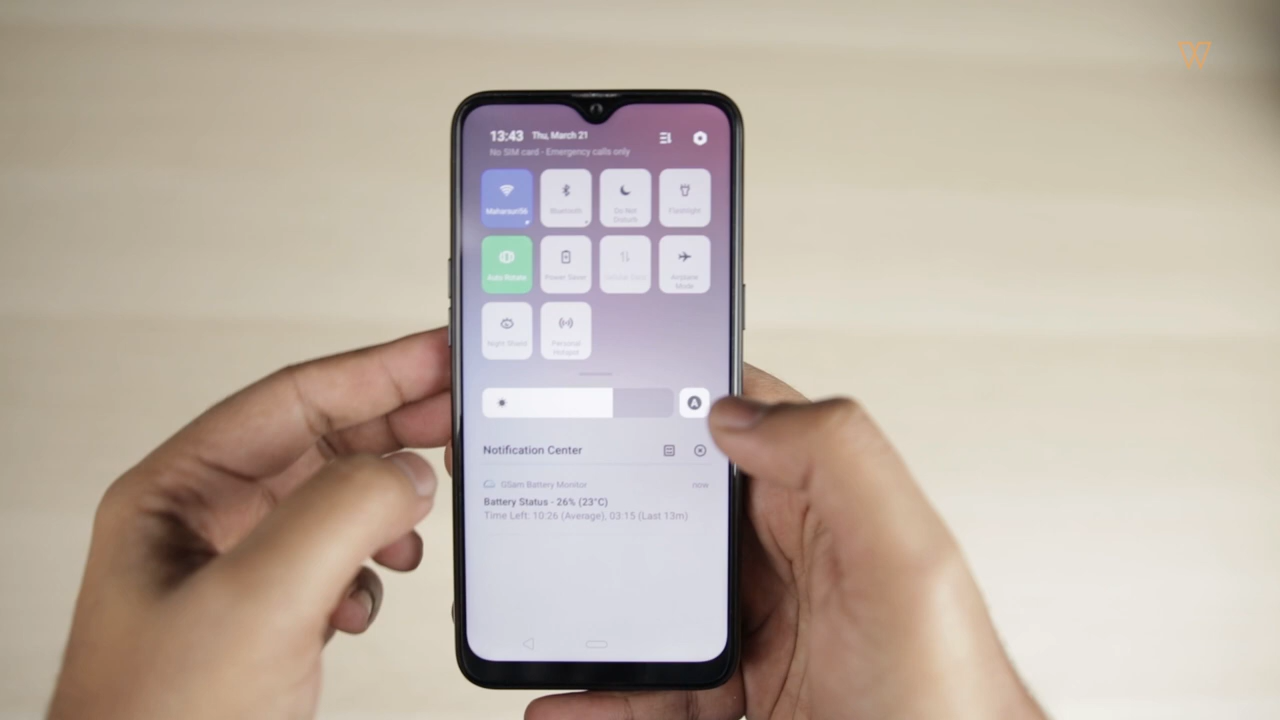 W
13:43 Thu, March 21
No SIM card - Emergency calls only
Bluetooth
Do Not
Disturb
Flashlight
Auto Rotate
Power Saver
Airplane
Mode
Night Shield
Personal
Hotspot
A
Notification Center
GSam Battery Monitor now
Battery Status - 26% (23°C)
Time Left: 10:26 (Average), 03:15 (Last 13m)